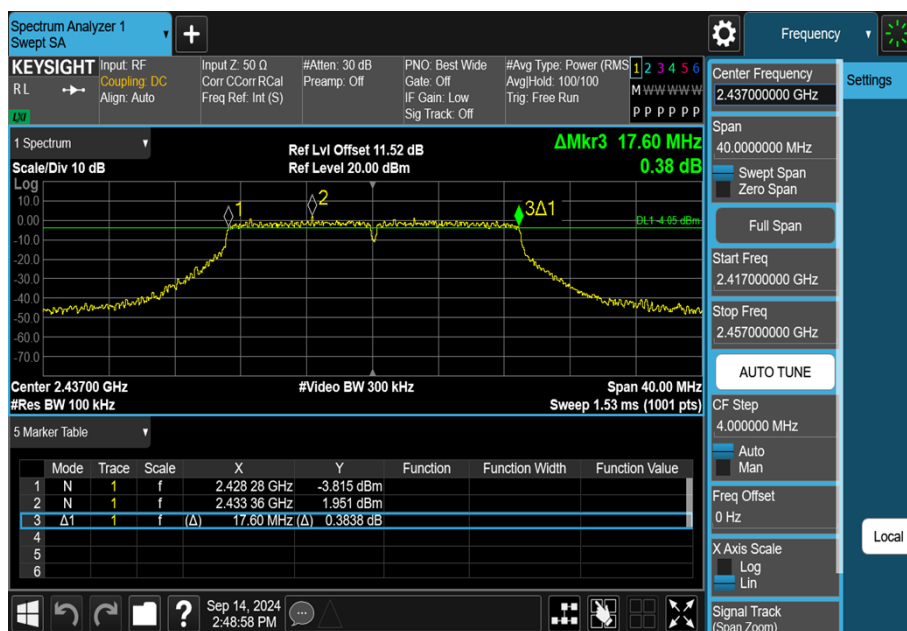 Spectrum Analyzer 1
Swept SA
+
Frequency
KEYSIGHT
RL
LXI
Input: RF
Coupling: DC
Align: Auto
Input Z: 50 Ω
Corr CCorr RCal
Freq Ref: Int (S)
#Atten: 30 dB
Preamp: Off
PNO: Best Wide
Gate: Off
IF Gain: Low
Sig Track: Off
#Avg Type: Power (RMS
Avg|Hold: 100/100
Trig: Free Run
1 2 3 4 5 6
M W W W W W
P P P P P P
1 Spectrum
Scale/Div 10 dB
Ref Lvl Offset 11.52 dB
Ref Level 20.00 dBm
ΔMkr3 17.60 MHz
0.38 dB
Log
10.0
0.00
-10.0
-20.0
-30.0
-40.0
-50.0
-60.0
-70.0
1
2
3Δ1
DL1 -4.05 dBm
Center 2.43700 GHz
#Video BW 300 kHz
Span 40.00 MHz
#Res BW 100 kHz
Sweep 1.53 ms (1001 pts)
5 Marker Table
Mode Trace Scale X Y Function Function Width Function Value
1 N 1 f 2.428 28 GHz -3.815 dBm
2 N 1 f 2.433 36 GHz 1.951 dBm
3 Δ1 1 f (Δ) 17.60 MHz (Δ) 0.3838 dB
4
5
6
Sep 14, 2024
2:48:58 PM
?
Center Frequency
2.437000000 GHz
Settings
Span
40.0000000 MHz
Swept Span
Zero Span
Full Span
Start Freq
2.417000000 GHz
Stop Freq
2.457000000 GHz
AUTO TUNE
CF Step
4.000000 MHz
Auto
Man
Freq Offset
0 Hz
X Axis Scale
Log
Lin
Local
Signal Track
(Span Zoom)